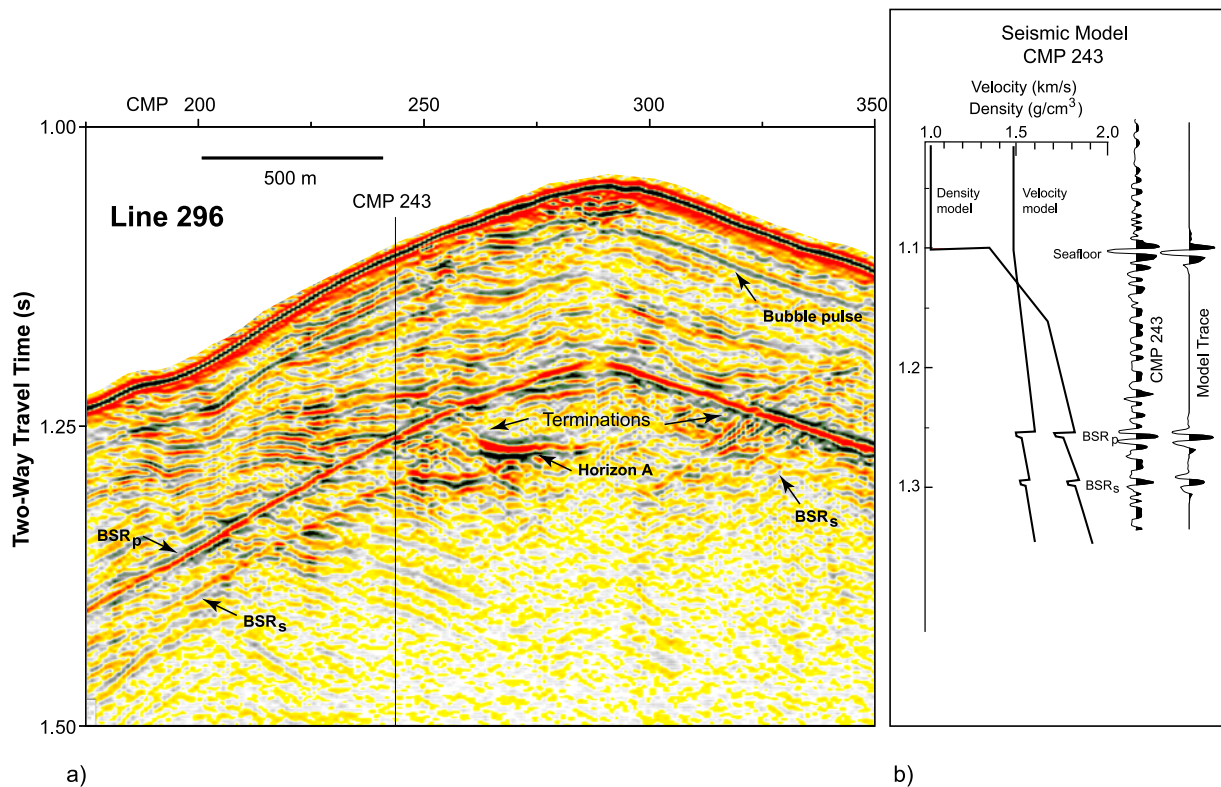 CMP 200
250
300
350
1.00
500 m
CMP 243
Line 296
Bubble pulse
Terminations
1.25
Horizon A
BSRp
BSRs
BSRs
1.50
Two-Way Travel Time (s)
a)
Seismic Model
CMP 243
Velocity (km/s)
Density (g/cm3)
1.0
1.5
2.0
Density
model
Velocity
model
1.1
Seafloor
1.2
BSRp
BSRs
1.3
CMP 243
Model Trace
b)